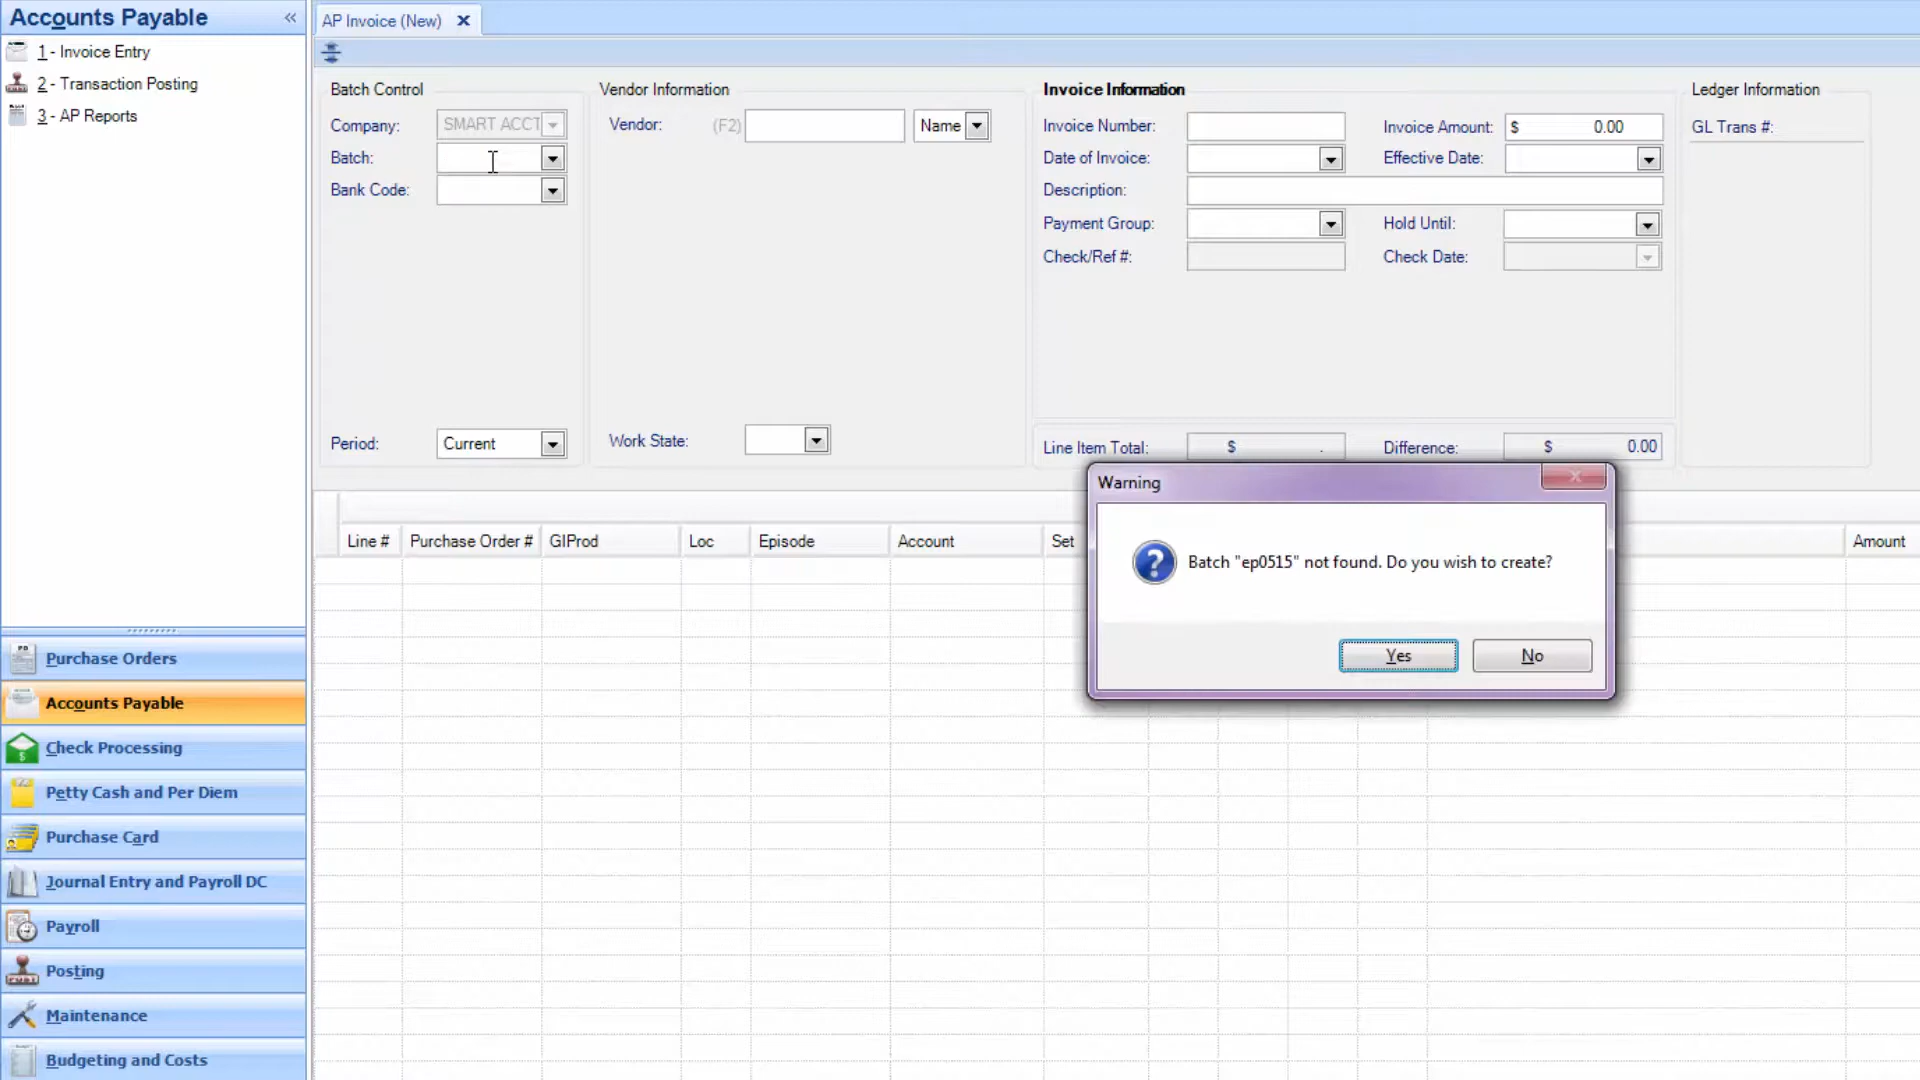 Accounts Payable «
1 - Invoice Entry
2 - Transaction Posting
3 - AP Reports
Purchase Orders
Accounts Payable
Check Processing
Petty Cash and Per Diem
Purchase Card
Journal Entry and Payroll DC
Payroll
Posting
Maintenance
Budgeting and Costs
AP Invoice (New)
Batch Control
Company: SMART ACCT
Batch:
Bank Code:
Period: Current
Vendor Information
Vendor: (F2) Name
Work State:
Invoice Information
Invoice Number: Invoice Amount: $ 0.00
Date of Invoice: Effective Date:
Description:
Payment Group: Hold Until:
Check/Ref #: Check Date:
Line Item Total: $ . Difference: $ 0.00
Ledger Information
GL Trans #:
Line # Purchase Order # GlProd Loc Episode Account Set Amount
Warning
Batch "ep0515" not found. Do you wish to create?
Yes No